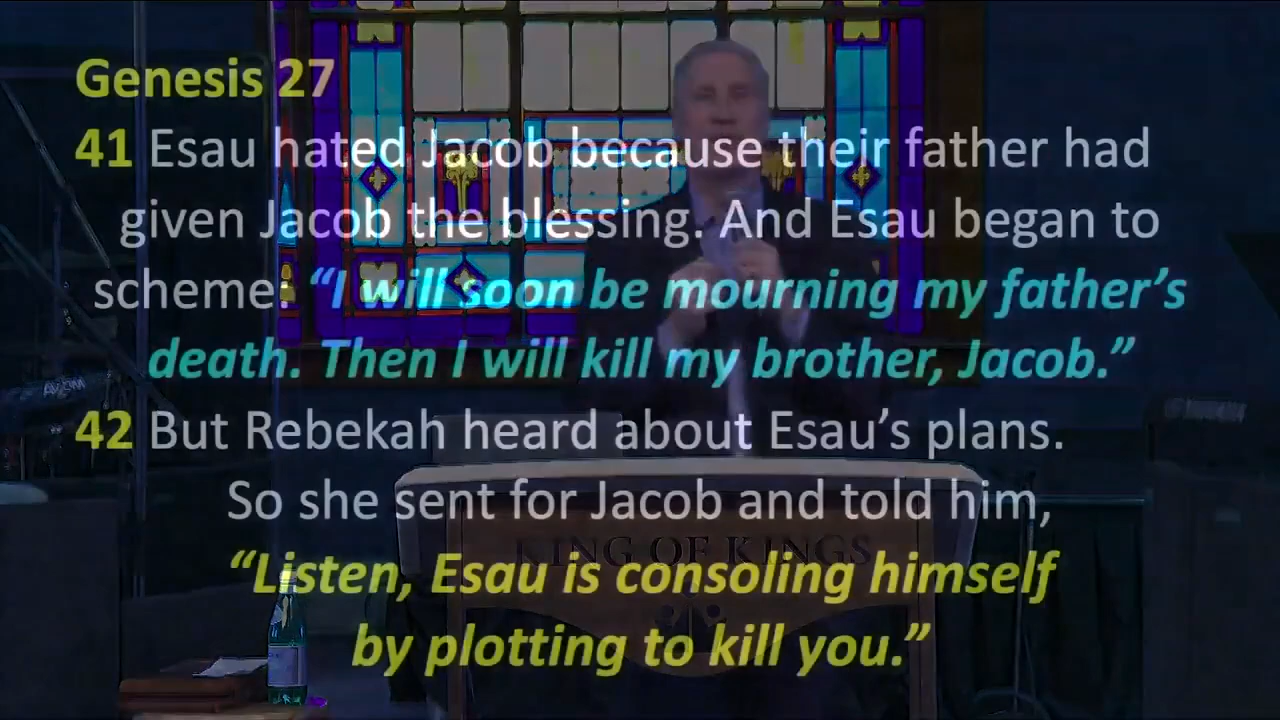 Genesis 27
41 Esau hated Jacob because their father had
given Jacob the blessing. And Esau began to
scheme: “I will soon be mourning my father’s
death. Then I will kill my brother, Jacob.”
42 But Rebekah heard about Esau’s plans.
So she sent for Jacob and told him,
KING OF KINGS
“Listen, Esau is consoling himself
by plotting to kill you.”